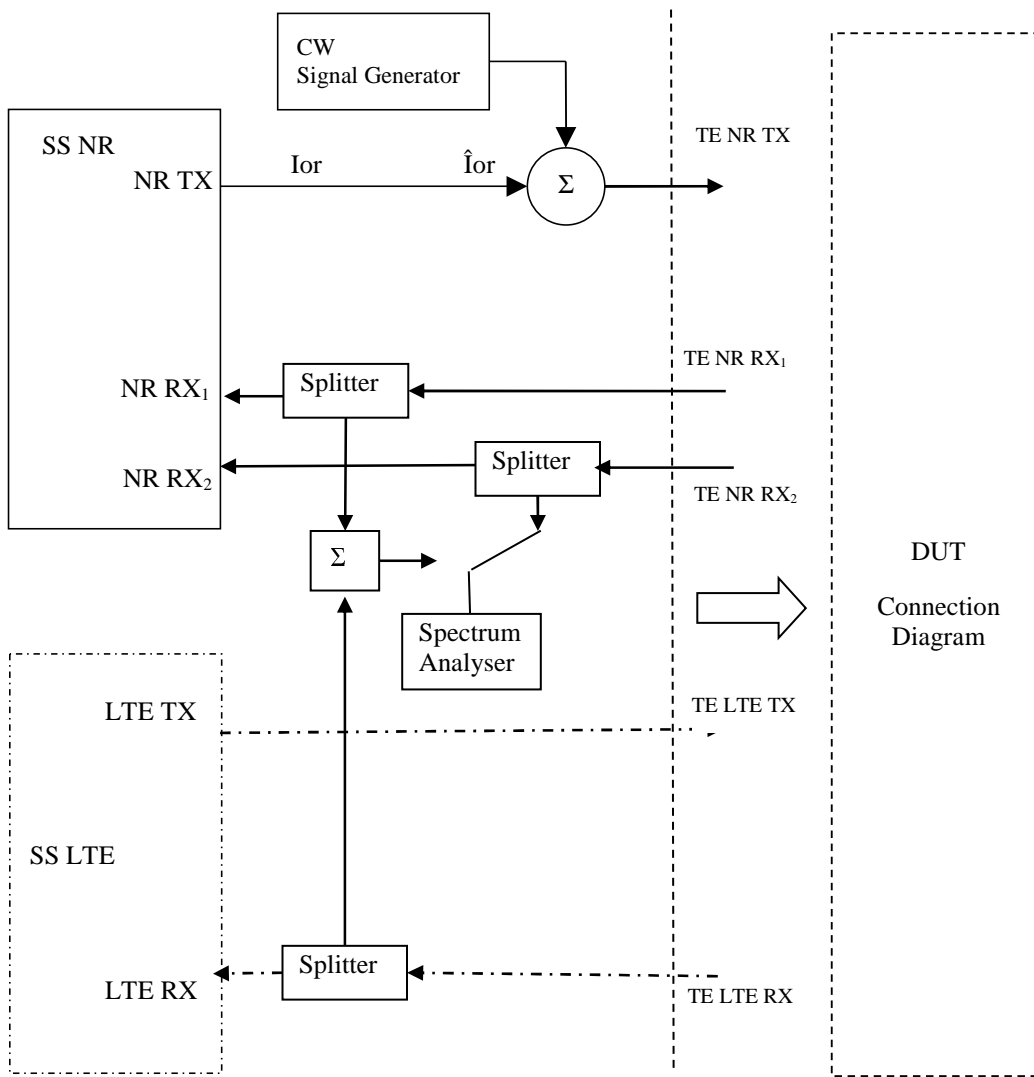 CW
Signal Generator
SS NR
TE NR TX
NR TX
Ior
Îor
Σ
TE NR RX₁
NR RX₁
Splitter
NR RX₂
Splitter
TE NR RX₂
Σ
DUT
Connection
Diagram
Spectrum
Analyser
LTE TX
TE LTE TX
SS LTE
Splitter
LTE RX
TE LTE RX